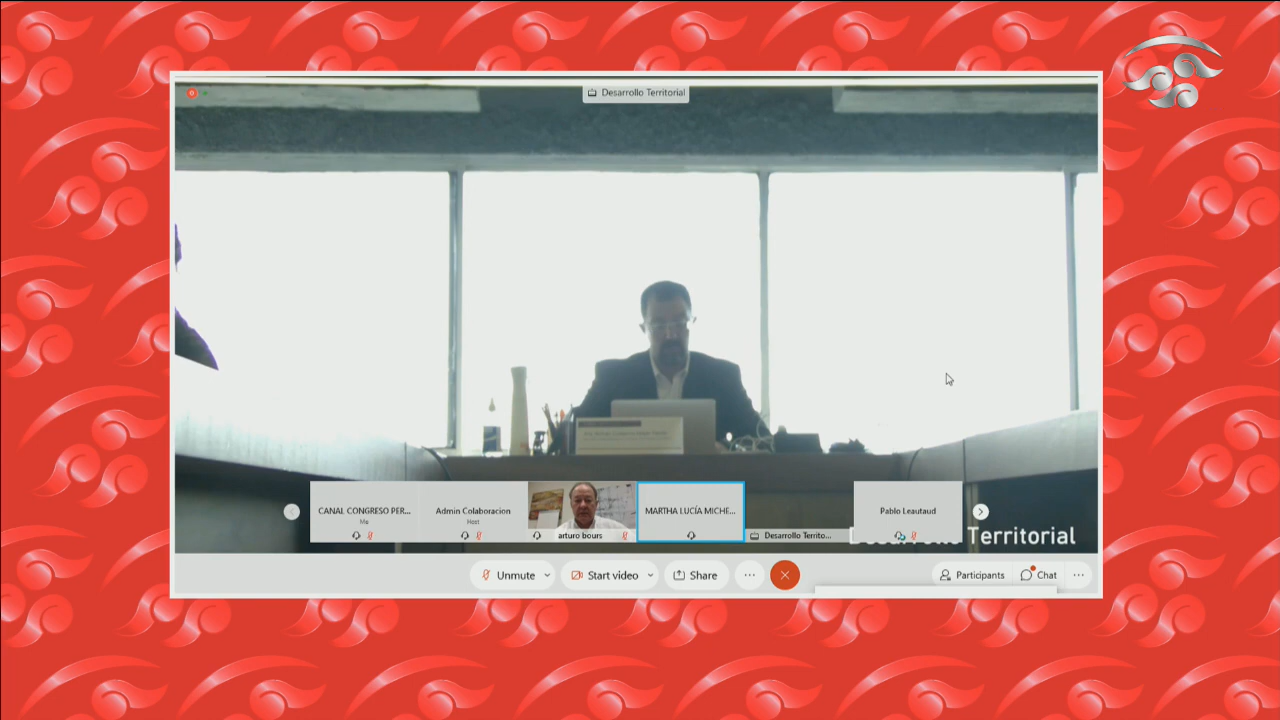 Desarrollo Territorial
CANAL CONGRESO PER...
Me
Admin Colaboracion
Host
arturo bours
MARTHA LUCÍA MICHE...
Desarrollo Territo...
Pablo Leautaud
Territorial
Unmute
Start video
Share
Participants
Chat